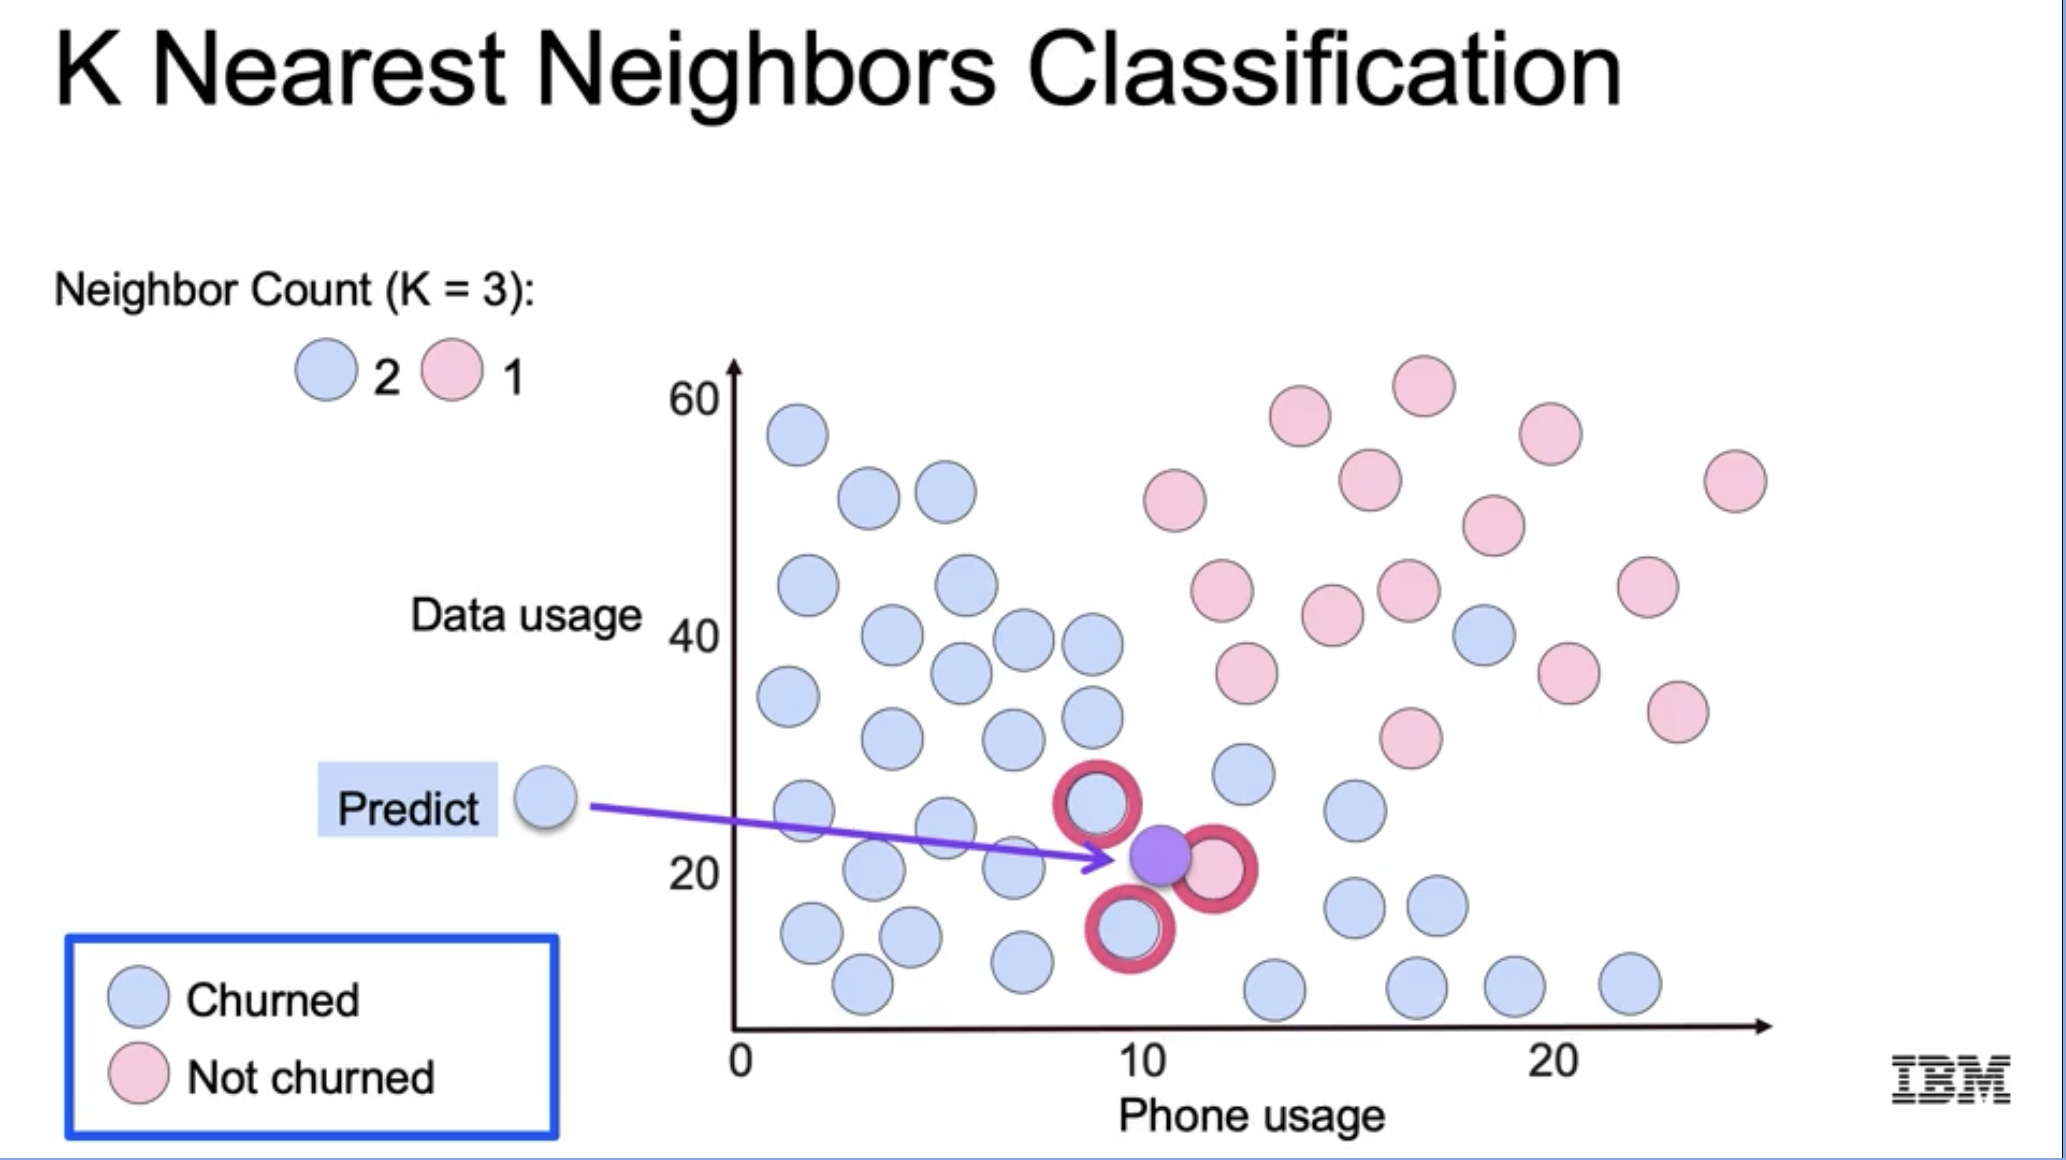 K Nearest Neighbors Classification
Neighbor Count (K = 3):
2 1
60
Data usage
40
Predict
20
Churned
Not churned
0 10 20
Phone usage
IBM